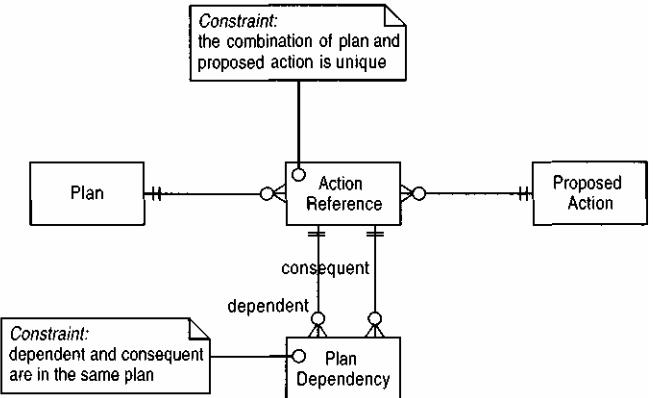 Constraint:
the combination of plan and
proposed action is unique
Plan
Action
Reference
Proposed
Action
consequent
dependent
Constraint:
dependent and consequent
are in the same plan
Plan
Dependency